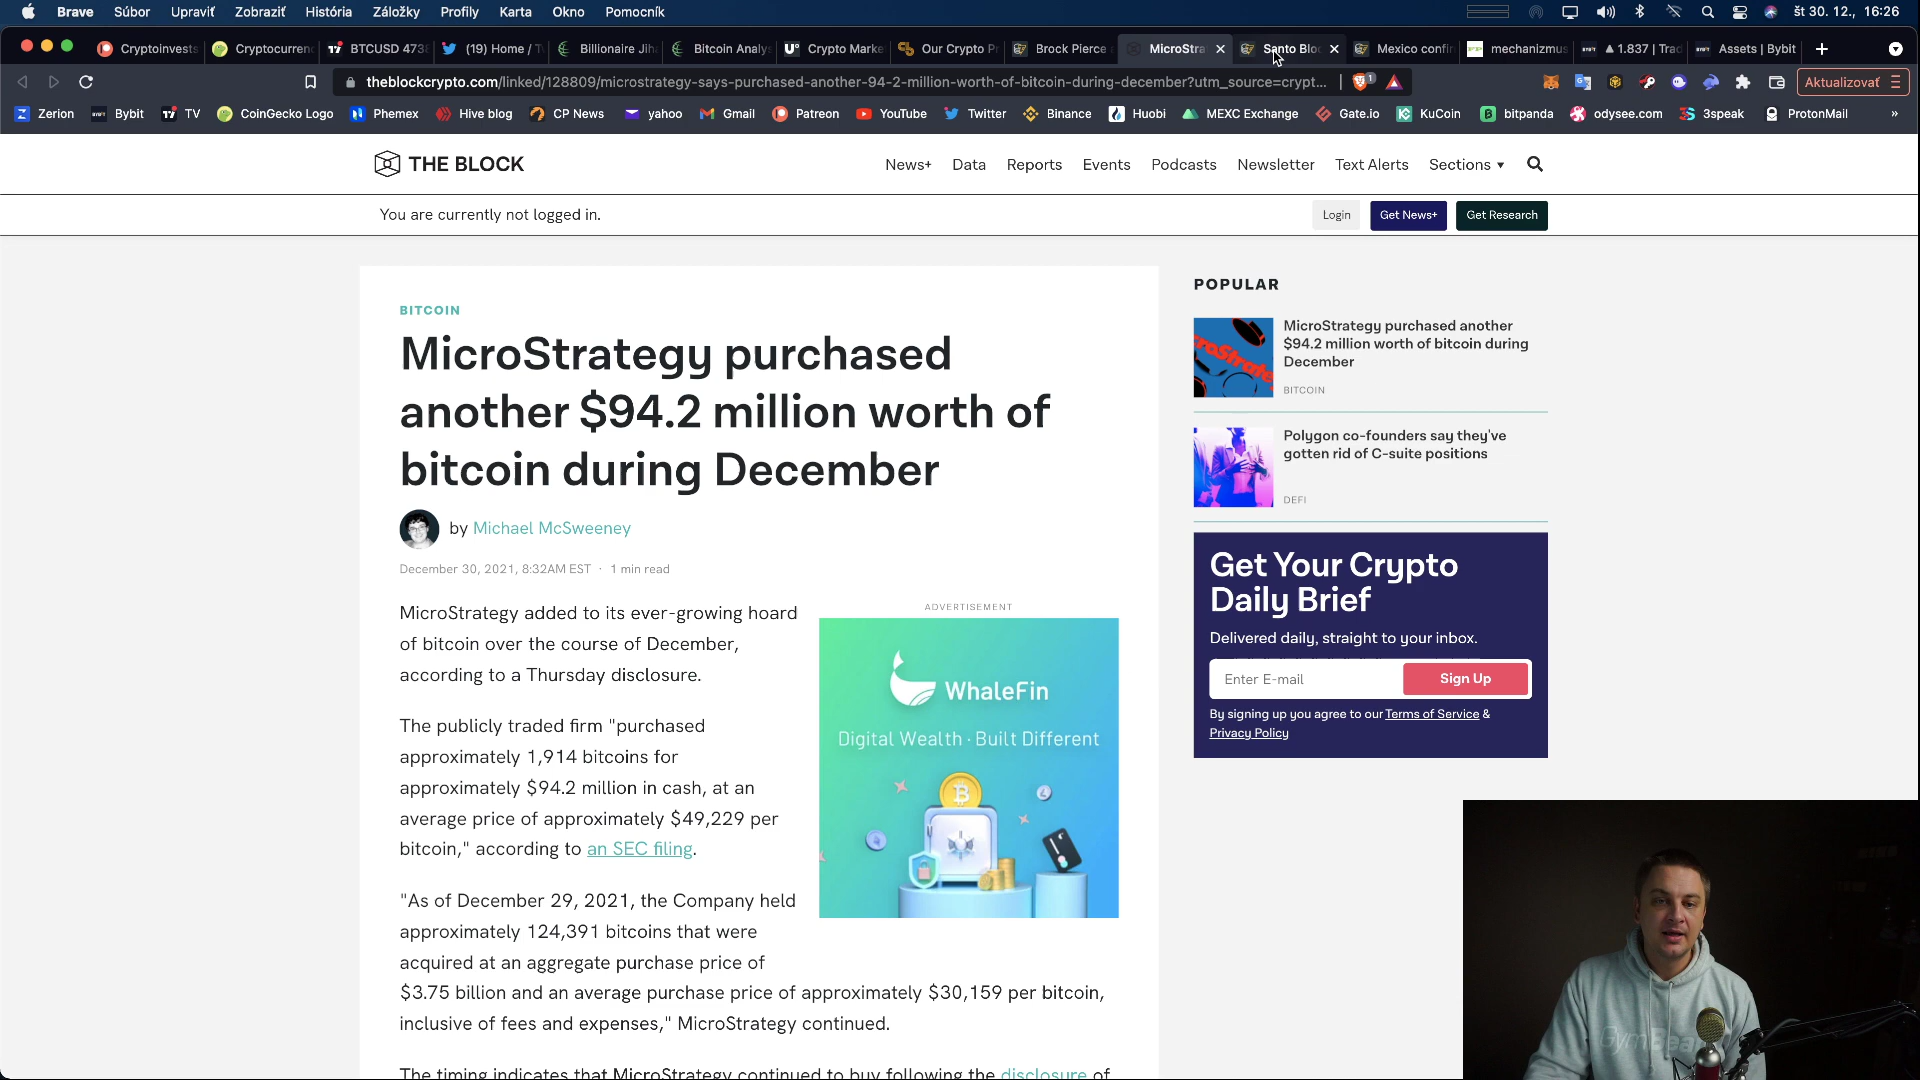 Brave Súbor Upraviť Zobraziť História Záložky Profily Karta Okno Pomocník št 30. 12., 16:26
Cryptoinvest Cryptocurren BTCUSD 473 (19) Home / T Billionaire Jih Bitcoin Analy Crypto Marke Our Crypto Pr Brock Pierce MicroStra Santo Blo Mexico confi mechanizmus ▲ 1.837 | Trad Assets | Bybit
theblockcrypto.com/linked/128809/microstrategy-says-purchased-another-94-2-million-worth-of-bitcoin-during-december?utm_source=crypt... 1 Aktualizovať
Zerion Bybit TV CoinGecko Logo Phemex Hive blog CP News yahoo Gmail Patreon YouTube Twitter Binance Huobi MEXC Exchange Gate.io KuCoin bitpanda odysee.com 3speak ProtonMail »
THE BLOCK News+ Data Reports Events Podcasts Newsletter Text Alerts Sections ▼
You are currently not logged in. Login Get News+ Get Research
BITCOIN
MicroStrategy purchased
another $94.2 million worth of
bitcoin during December
by Michael McSweeney
December 30, 2021, 8:32AM EST · 1 min read
MicroStrategy added to its ever-growing hoard
of bitcoin over the course of December,
according to a Thursday disclosure.
The publicly traded firm "purchased
approximately 1,914 bitcoins for
approximately $94.2 million in cash, at an
average price of approximately $49,229 per
bitcoin," according to an SEC filing.
"As of December 29, 2021, the Company held
approximately 124,391 bitcoins that were
acquired at an aggregate purchase price of
$3.75 billion and an average purchase price of approximately $30,159 per bitcoin,
inclusive of fees and expenses," MicroStrategy continued.
The timing indicates that MicroStrategy continued to buy following the disclosure of
ADVERTISEMENT
WhaleFin
Digital Wealth · Built Different
POPULAR
MicroStrategy purchased another
$94.2 million worth of bitcoin during
December
BITCOIN
Polygon co-founders say they've
gotten rid of C-suite positions
DEFI
Get Your Crypto
Daily Brief
Delivered daily, straight to your inbox.
Enter E-mail Sign Up
By signing up you agree to our Terms of Service &
Privacy Policy